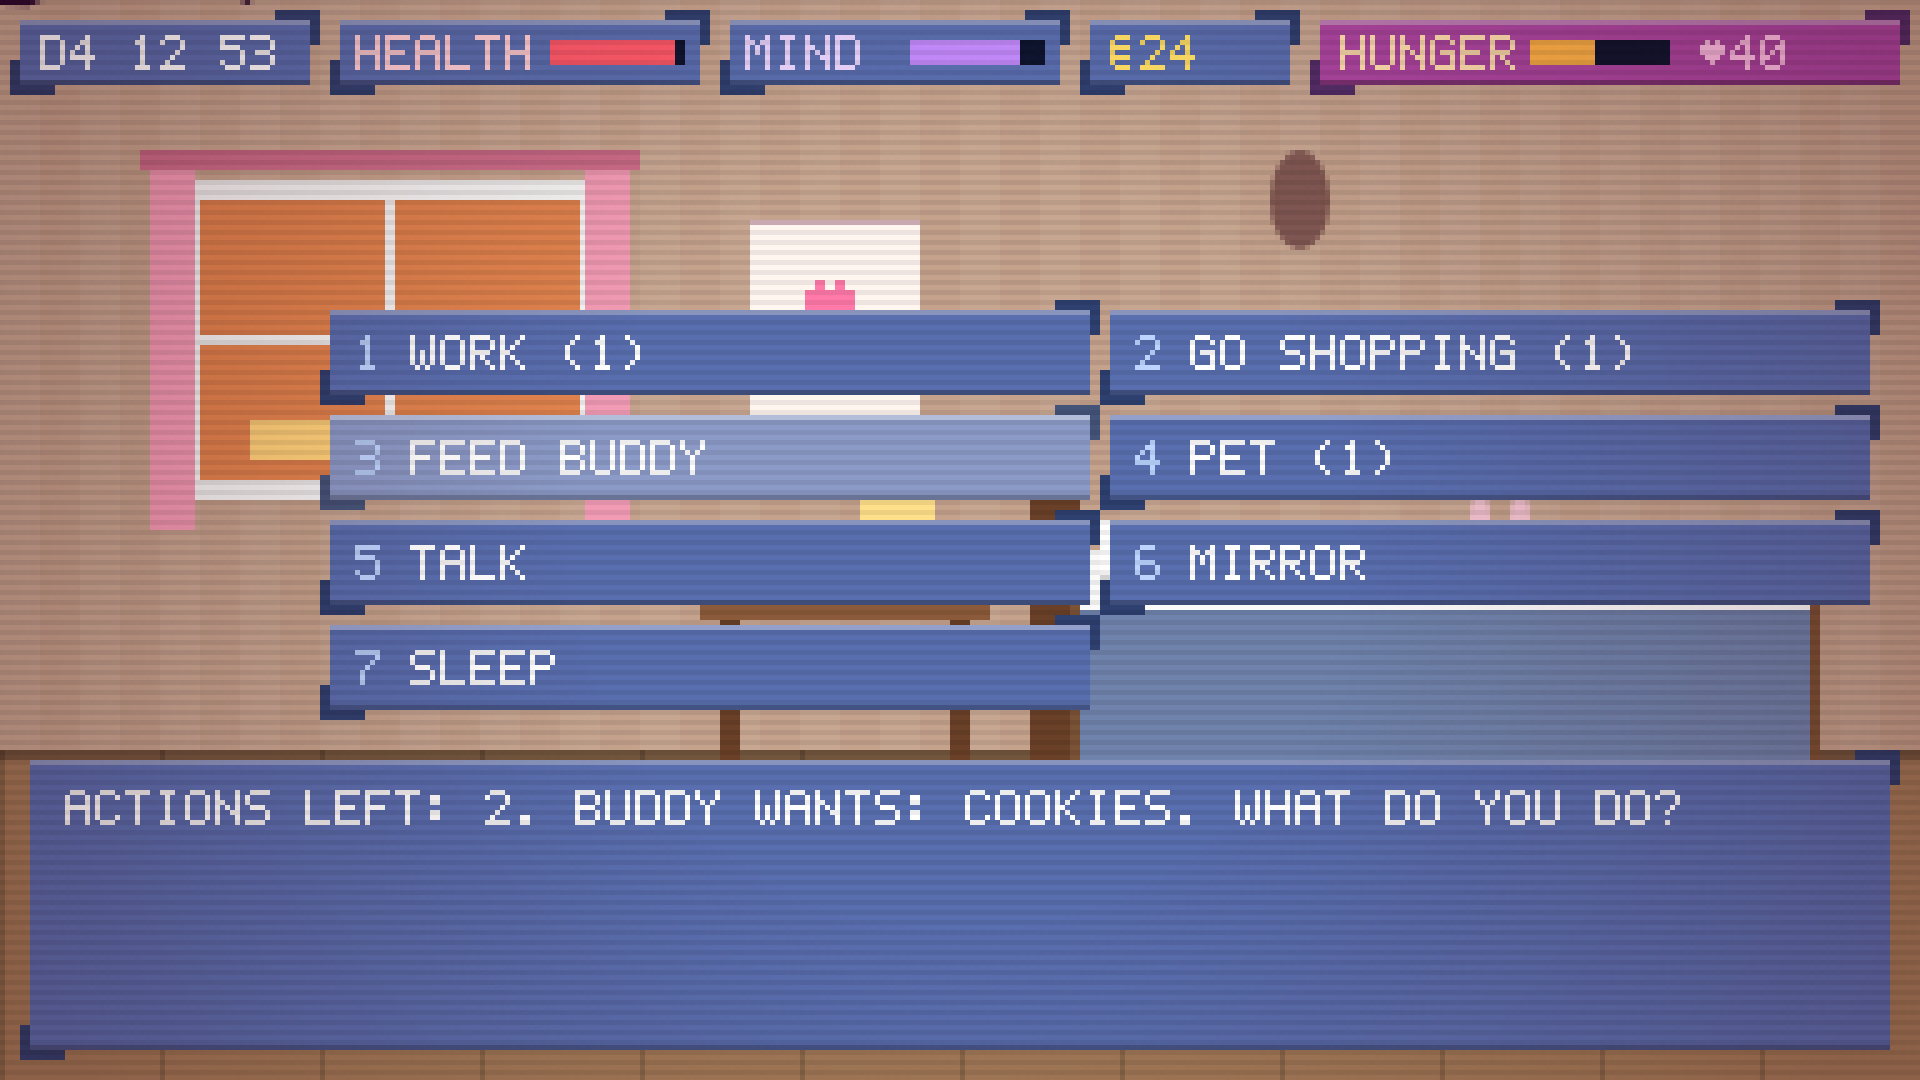 D4 12 53 HEALTH MIND €24 HUNGER ♥40
1 WORK (1) 2 GO SHOPPING (1)
3 FEED BUDDY 4 PET (1)
5 TALK 6 MIRROR
7 SLEEP
ACTIONS LEFT: 2. BUDDY WANTS: COOKIES. WHAT DO YOU DO?